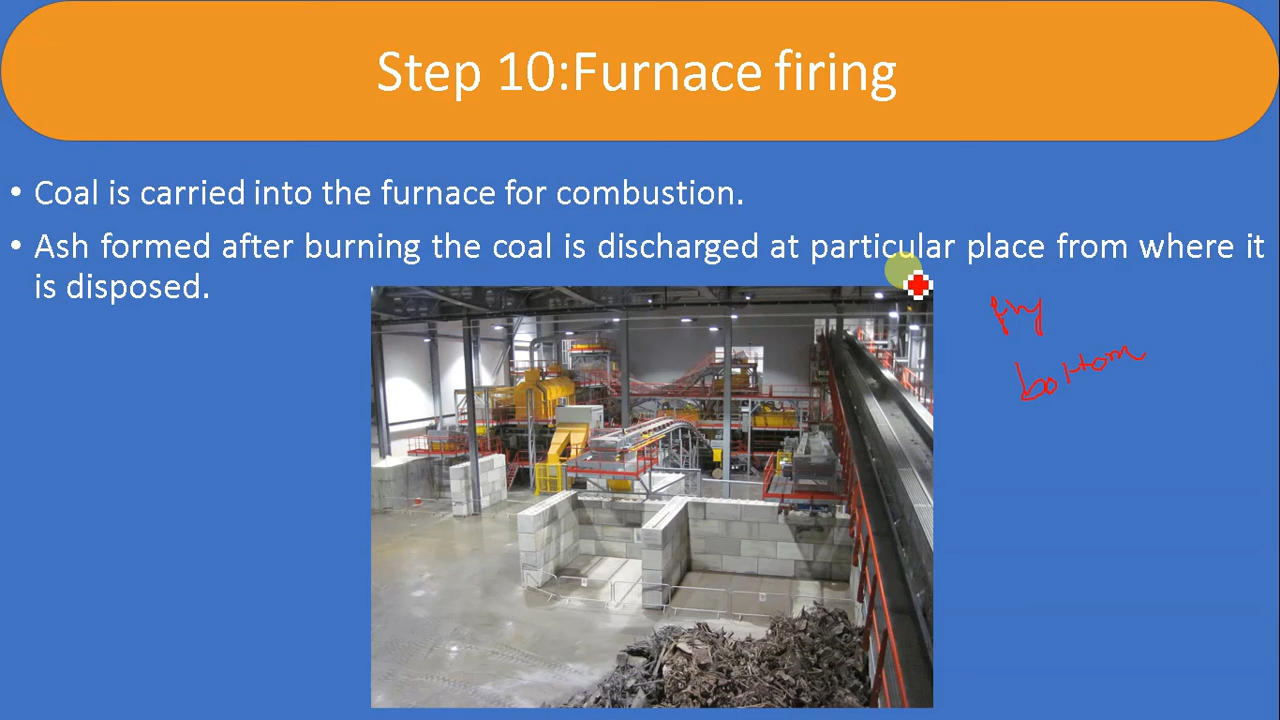 Step 10:Furnace firing
• Coal is carried into the furnace for combustion.
• Ash formed after burning the coal is discharged at particular place from where it
is disposed.
fly
bottom